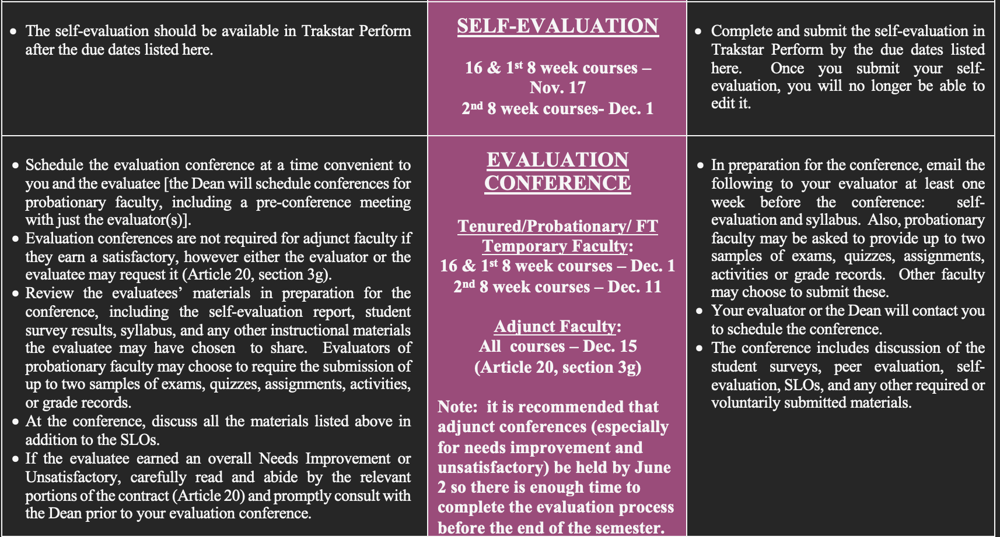 • The self-evaluation should be available in Trakstar Perform
after the due dates listed here.
SELF-EVALUATION
16 & 1st 8 week courses –
Nov. 17
2nd 8 week courses- Dec. 1
• Complete and submit the self-evaluation in
Trakstar Perform by the due dates listed
here. Once you submit your self-
evaluation, you will no longer be able to
edit it.
• Schedule the evaluation conference at a time convenient to
you and the evaluatee [the Dean will schedule conferences for
probationary faculty, including a pre-conference meeting
with just the evaluator(s)].
• Evaluation conferences are not required for adjunct faculty if
they earn a satisfactory, however either the evaluator or the
evaluatee may request it (Article 20, section 3g).
• Review the evaluatees’ materials in preparation for the
conference, including the self-evaluation report, student
survey results, syllabus, and any other instructional materials
the evaluatee may have chosen to share. Evaluators of
probationary faculty may choose to require the submission of
up to two samples of exams, quizzes, assignments, activities,
or grade records.
• At the conference, discuss all the materials listed above in
addition to the SLOs.
• If the evaluatee earned an overall Needs Improvement or
Unsatisfactory, carefully read and abide by the relevant
portions of the contract (Article 20) and promptly consult with
the Dean prior to your evaluation conference.
EVALUATION
CONFERENCE
Tenured/Probationary/ FT
Temporary Faculty:
16 & 1st 8 week courses – Dec. 1
2nd 8 week courses – Dec. 11
Adjunct Faculty:
All courses – Dec. 15
(Article 20, section 3g)
Note: it is recommended that
adjunct conferences (especially
for needs improvement and
unsatisfactory) be held by June
2 so there is enough time to
complete the evaluation process
before the end of the semester.
• In preparation for the conference, email the
following to your evaluator at least one
week before the conference: self-
evaluation and syllabus. Also, probationary
faculty may be asked to provide up to two
samples of exams, quizzes, assignments,
activities or grade records. Other faculty
may choose to submit these.
• Your evaluator or the Dean will contact you
to schedule the conference.
• The conference includes discussion of the
student surveys, peer evaluation, self-
evaluation, SLOs, and any other required or
voluntarily submitted materials.